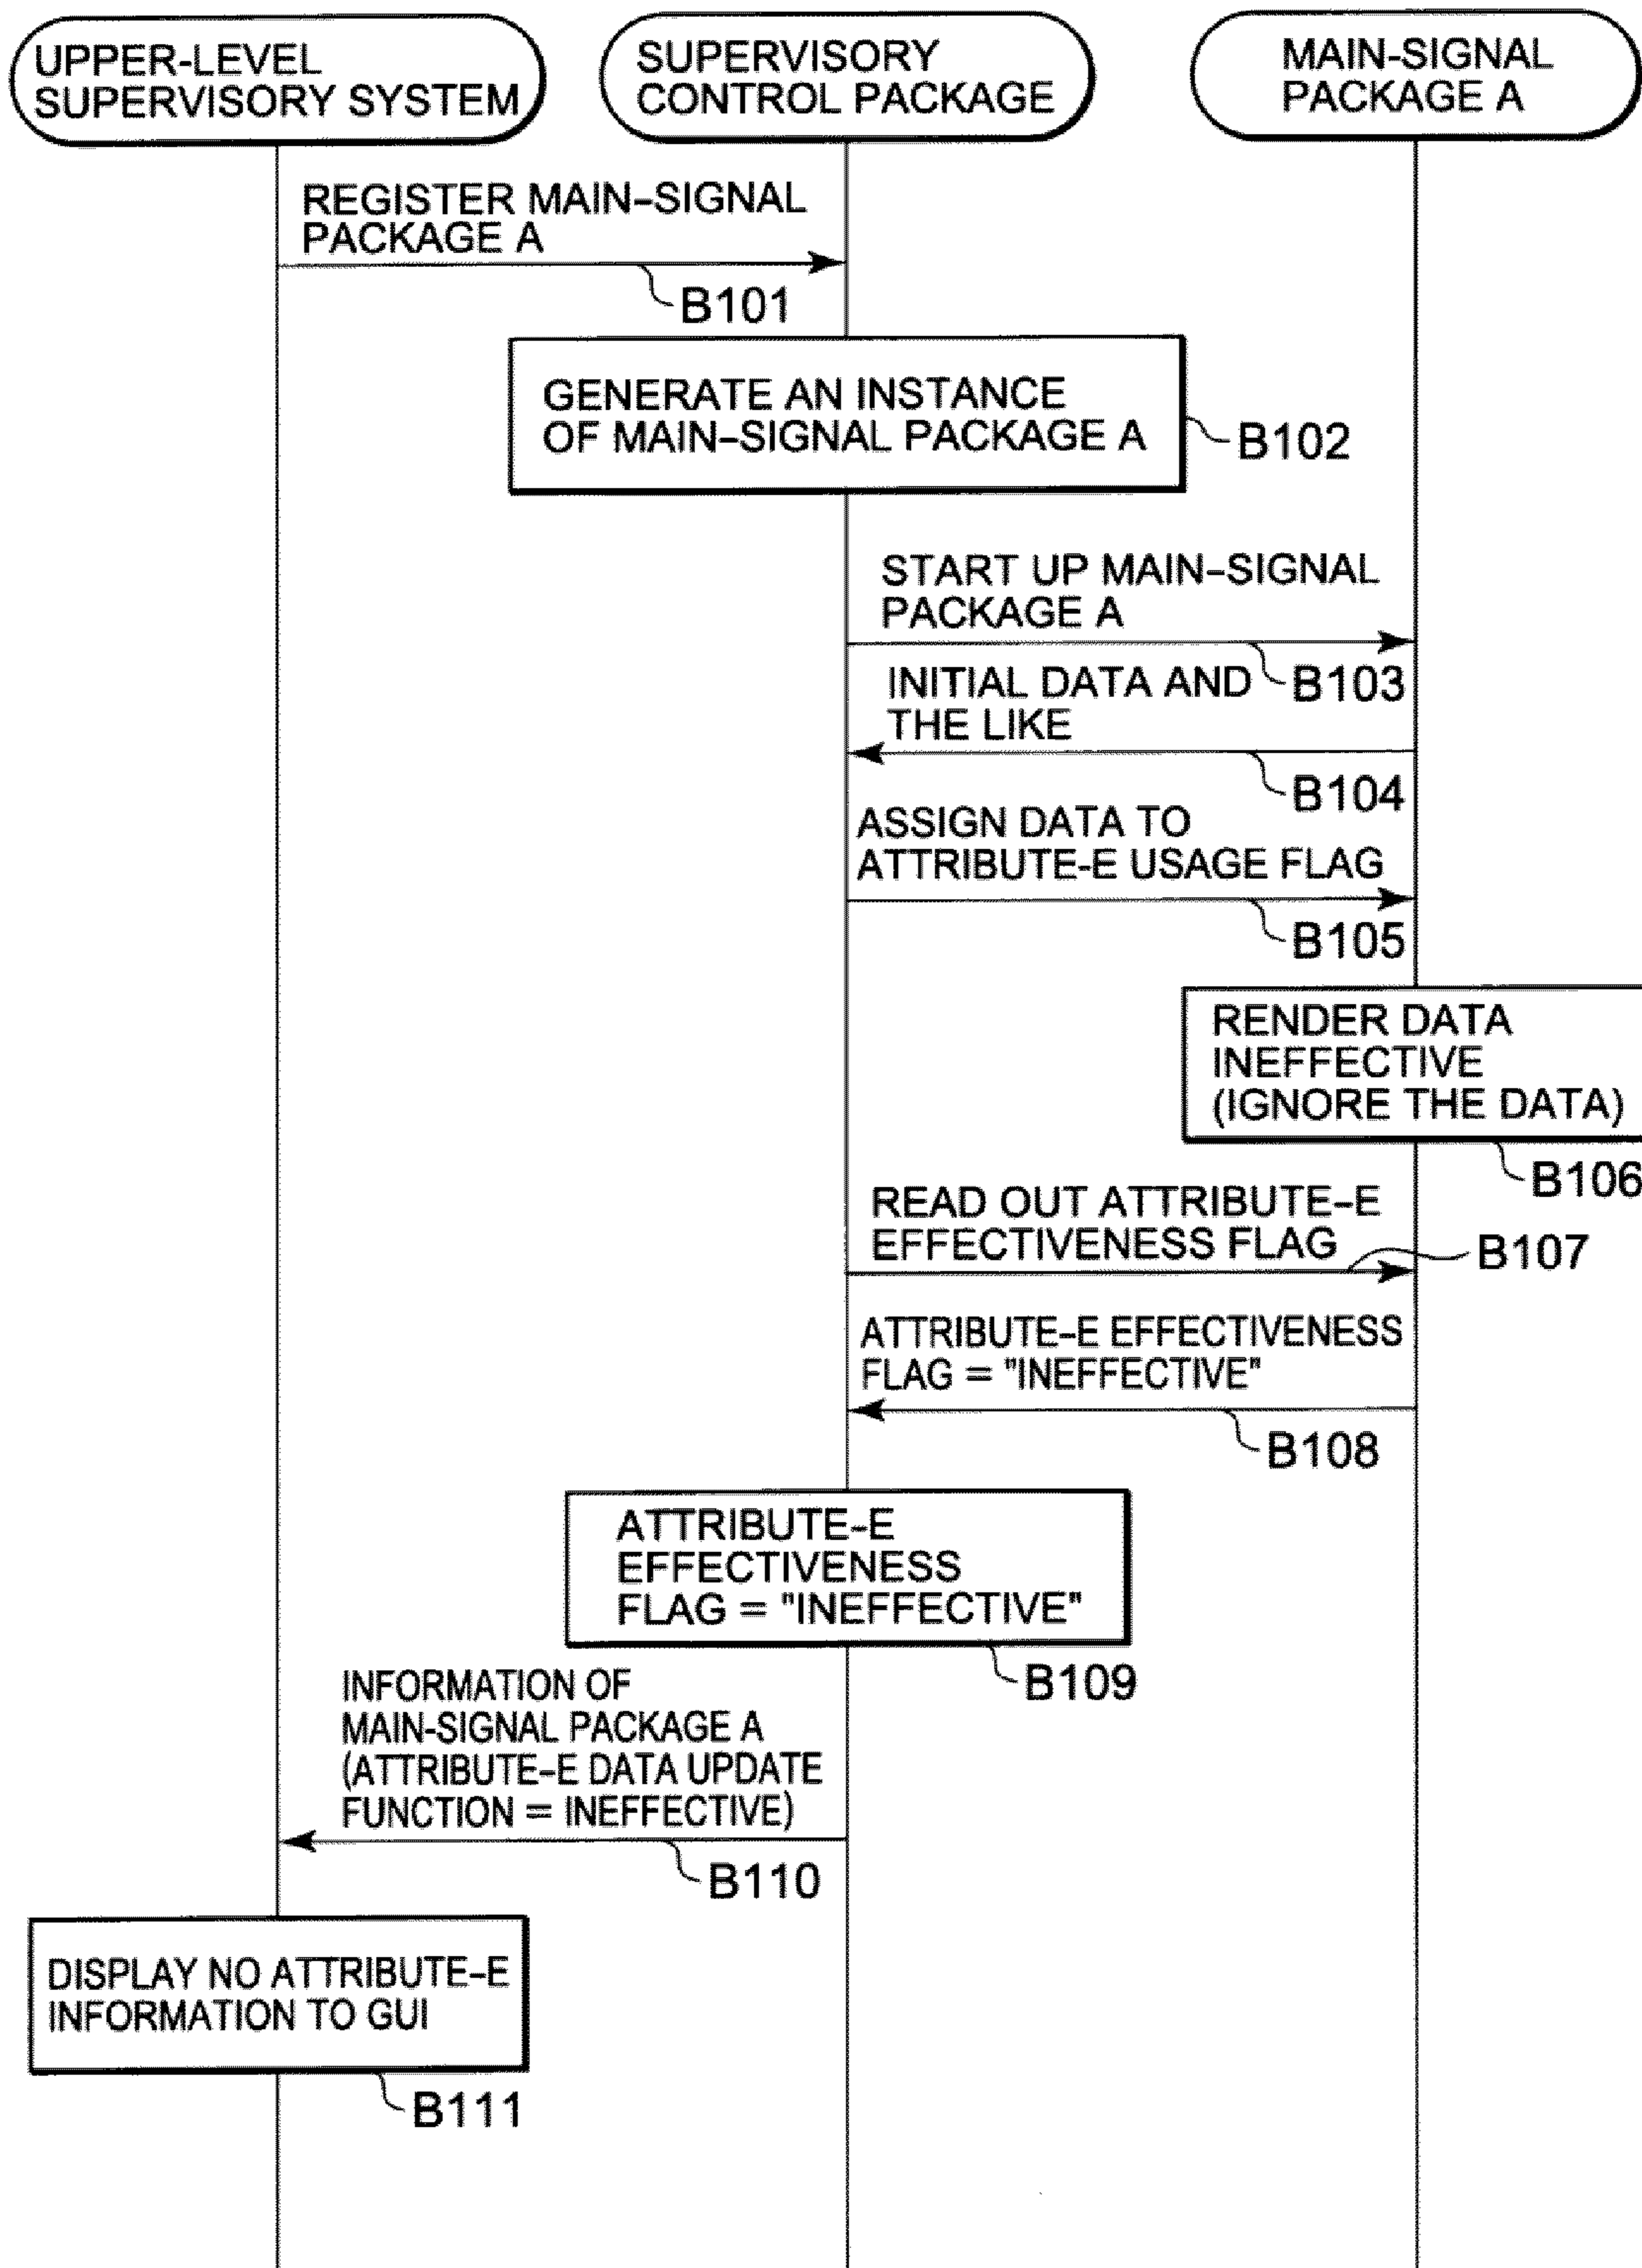 UPPER-LEVEL
SUPERVISORY SYSTEM
SUPERVISORY
CONTROL PACKAGE
MAIN-SIGNAL
PACKAGE A
REGISTER MAIN-SIGNAL
PACKAGE A
B101
GENERATE AN INSTANCE
OF MAIN-SIGNAL PACKAGE A
B102
START UP MAIN-SIGNAL
PACKAGE A
B103
INITIAL DATA AND
THE LIKE
B104
ASSIGN DATA TO
ATTRIBUTE-E USAGE FLAG
B105
RENDER DATA
INEFFECTIVE
(IGNORE THE DATA)
B106
READ OUT ATTRIBUTE-E
EFFECTIVENESS FLAG
B107
ATTRIBUTE-E EFFECTIVENESS
FLAG = "INEFFECTIVE"
B108
ATTRIBUTE-E
EFFECTIVENESS
FLAG = "INEFFECTIVE"
B109
INFORMATION OF
MAIN-SIGNAL PACKAGE A
(ATTRIBUTE-E DATA UPDATE
FUNCTION = INEFFECTIVE)
B110
DISPLAY NO ATTRIBUTE-E
INFORMATION TO GUI
B111